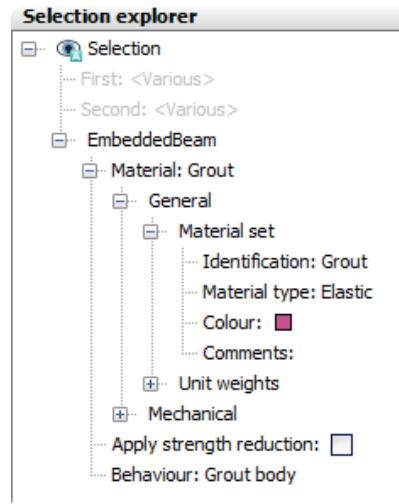 Selection explorer
Selection
First: <Various>
Second: <Various>
EmbeddedBeam
Material: Grout
General
Material set
Identification: Grout
Material type: Elastic
Colour:
Comments:
Unit weights
Mechanical
Apply strength reduction:
Behaviour: Grout body